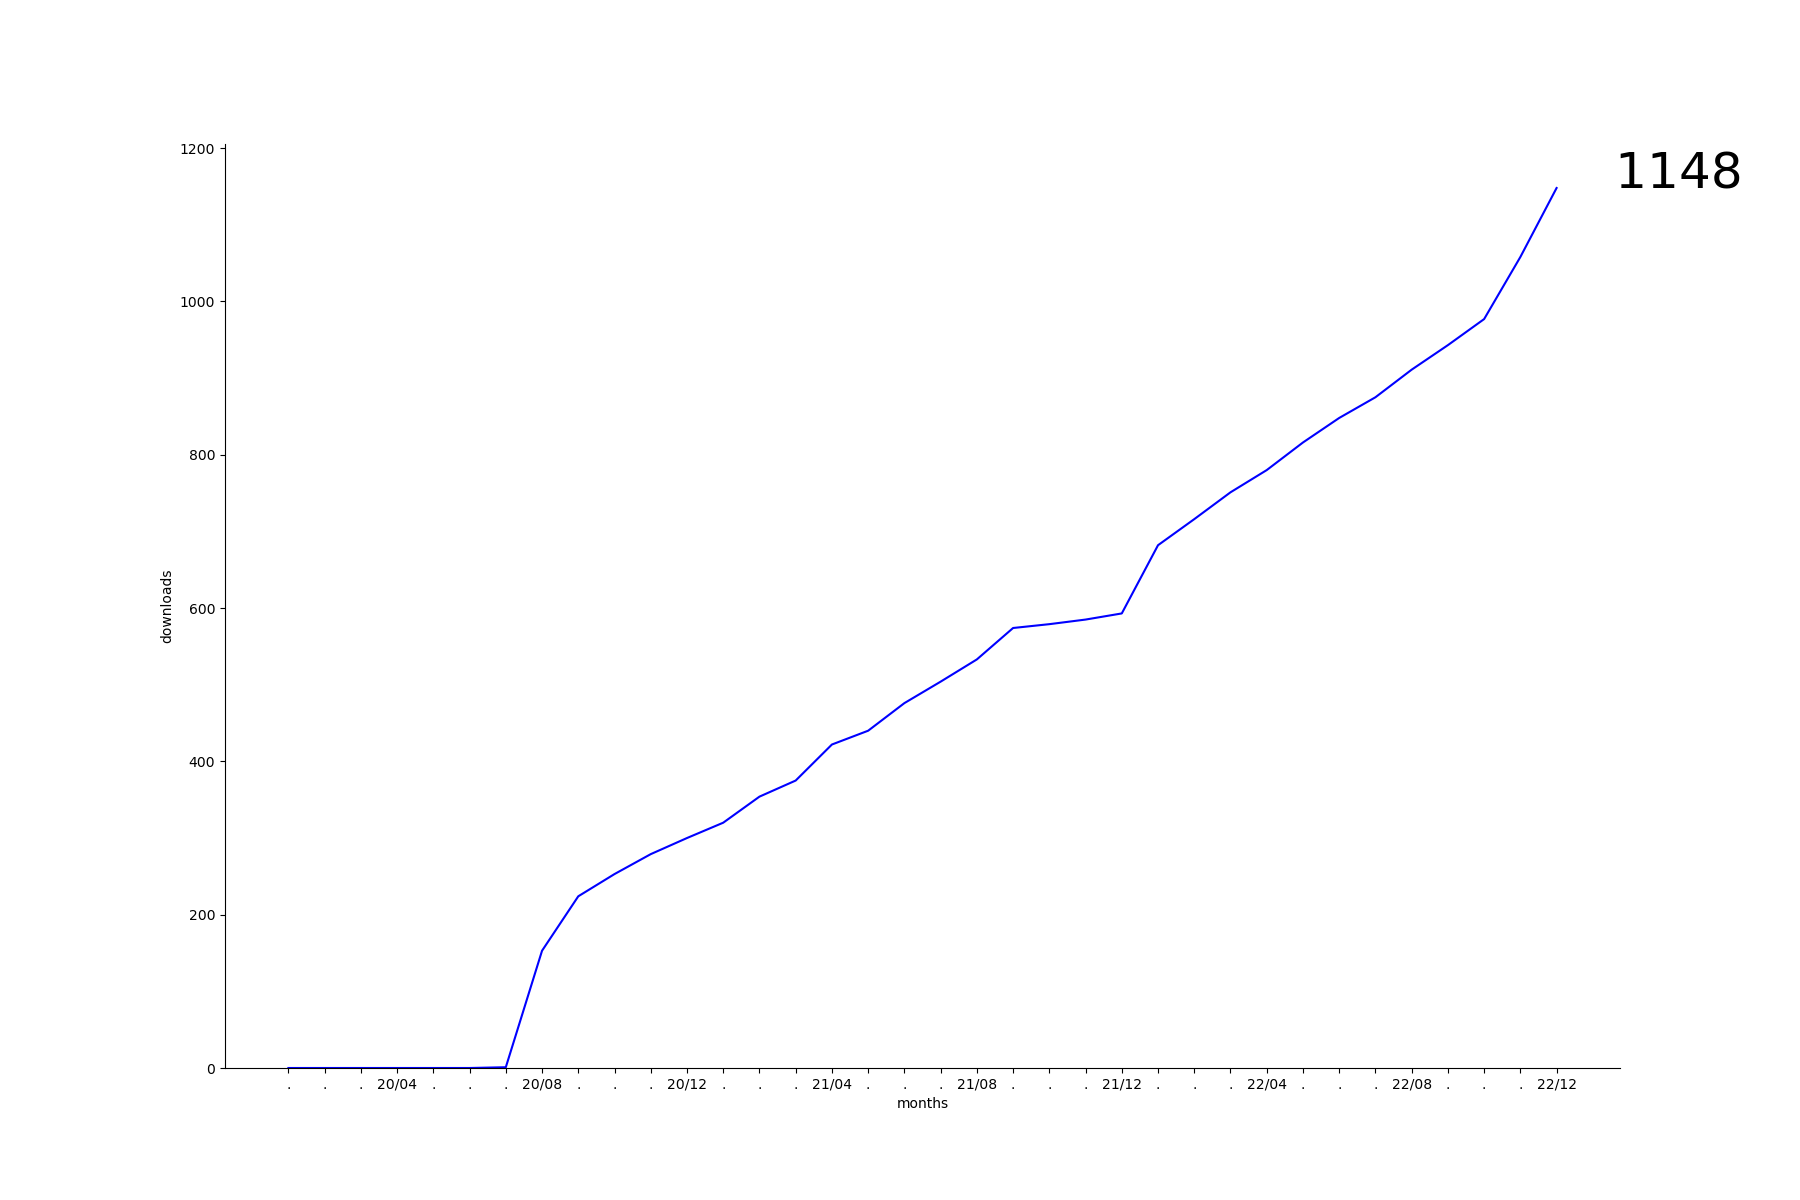 1200
1148
1000
800
600
downloads
400
200
0
. . . 20/04 . . . 20/08 . . . 20/12 . . . 21/04 . . . 21/08 . . . 21/12 . . . 22/04 . . . 22/08 . . . 22/12
months